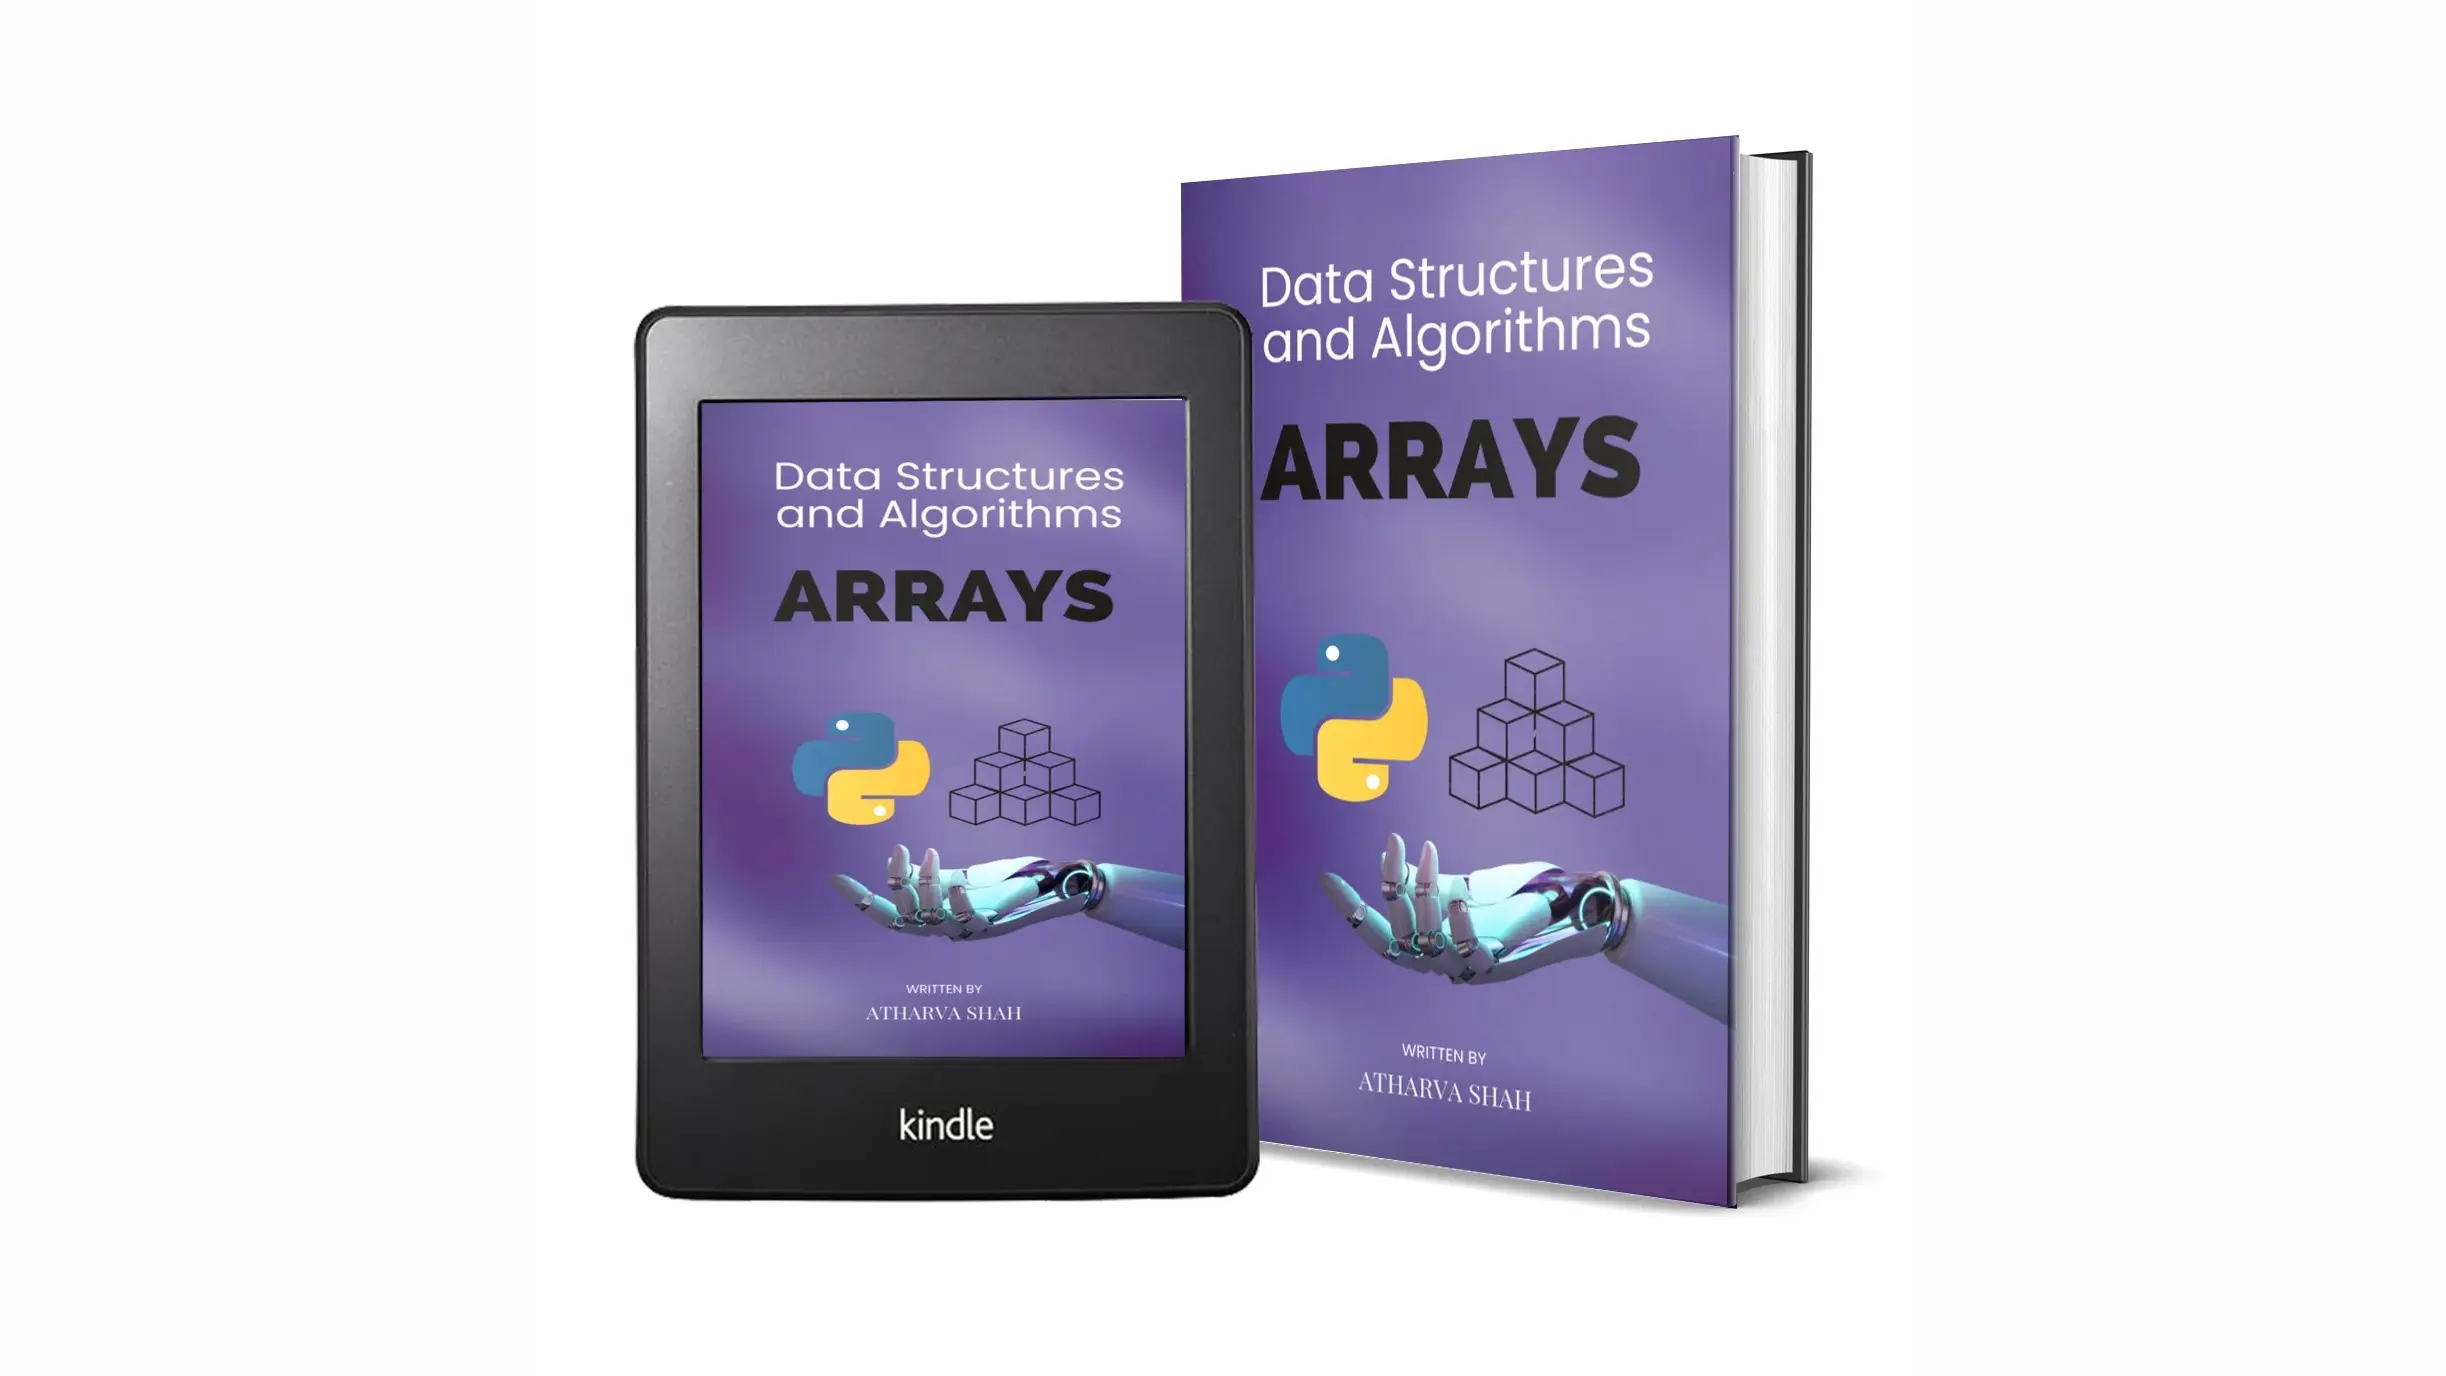 Data Structures
and Algorithms
ARRAYS
WRITTEN BY
ATHARVA SHAH
kindle
Data Structures
and Algorithms
ARRAYS
WRITTEN BY
ATHARVA SHAH